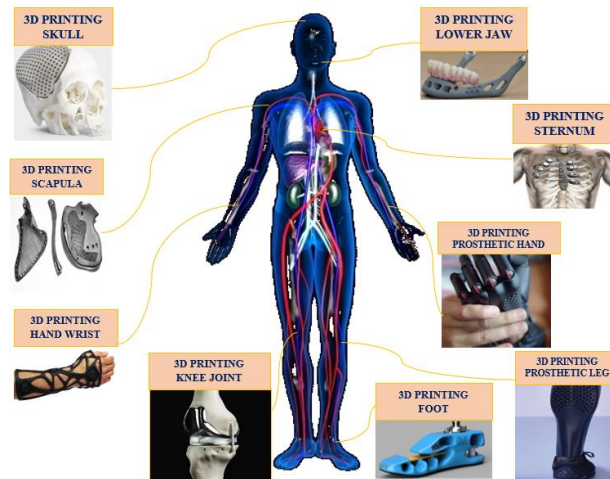 3D PRINTING
SKULL
3D PRINTING
LOWER JAW
3D PRINTING
STERNUM
3D PRINTING
SCAPULA
3D PRINTING
PROSTHETIC HAND
3D PRINTING
HAND WRIST
3D PRINTING
KNEE JOINT
3D PRINTING
FOOT
3D PRINTING
PROSTHETIC LEG